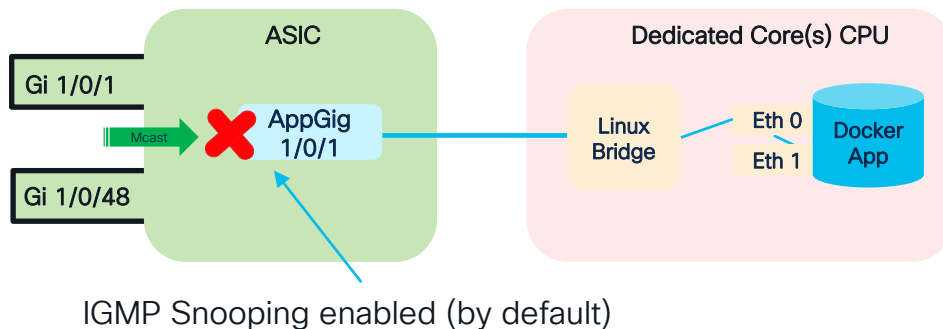 ASIC
Dedicated Core(s) CPU
Gi 1/0/1
Mcast
AppGig
1/0/1
Linux
Bridge
Eth 0
Eth 1
Docker
App
Gi 1/0/48
IGMP Snooping enabled (by default)